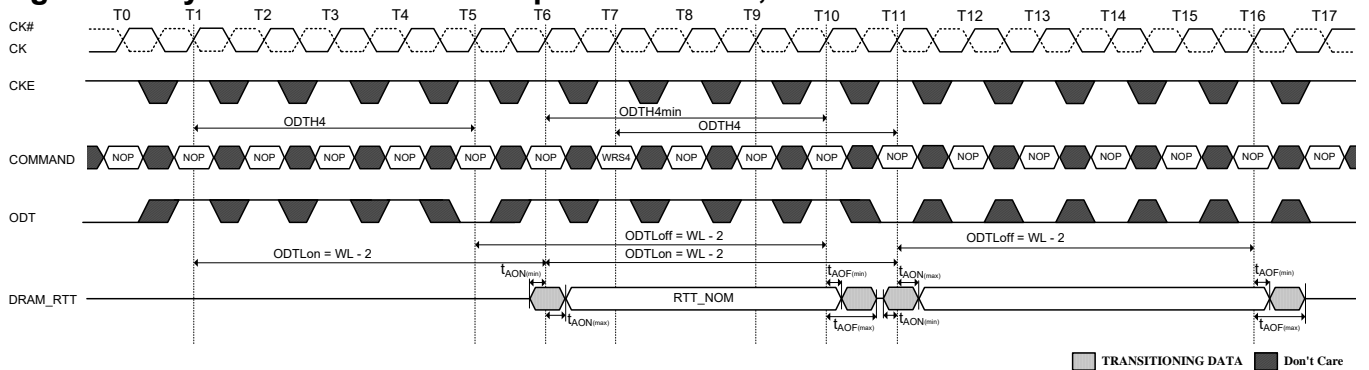 T0 T1 T2 T3 T4 T5 T6 T7 T8 T9 T10 T11 T12 T13 T14 T15 T16 T17
CK#
CK
CKE
ODTH4min
ODTH4 ODTH4
COMMAND NOP NOP NOP NOP NOP NOP NOP WRS4 NOP NOP NOP NOP NOP NOP NOP NOP NOP NOP
ODT
ODTLoff = WL - 2 ODTLoff = WL - 2
ODTLon = WL - 2 ODTLon = WL - 2
tAON(min) tAOF(min) tAON(max) tAOF(min)
DRAM_RTT RTT_NOM
tAON(max) tAOF(max) tAON(min) tAOF(max)
TRANSITIONING DATA Don't Care